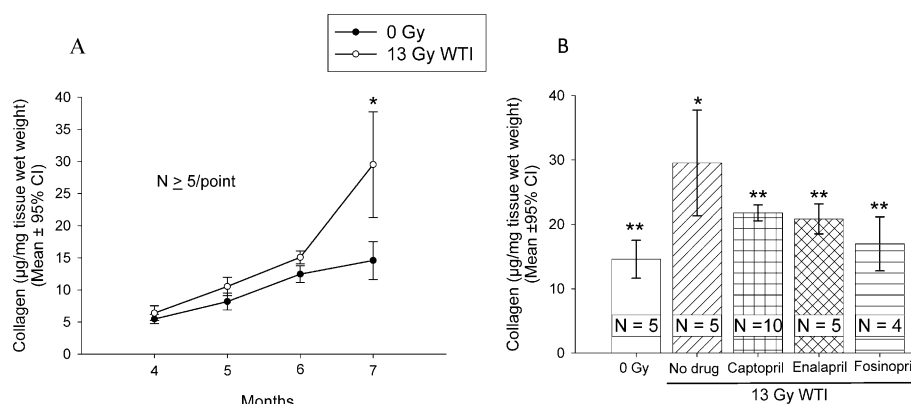 A
0 Gy
13 Gy WTI
B
Collagen (µg/mg tissue wet weight)
(Mean ± 95% CI)
40
35
30
25
20
15
10
5
0
N ≥ 5/point
*
4 5 6 7
Months
Collagen (µg/mg tissue wet weight)
(Mean ±95% CI)
40
30
20
10
0
**
*
**
**
**
N = 5 N = 5 N =10 N = 5 N = 4
0 Gy No drug Captopril Enalapril Fosinopril
13 Gy WTI